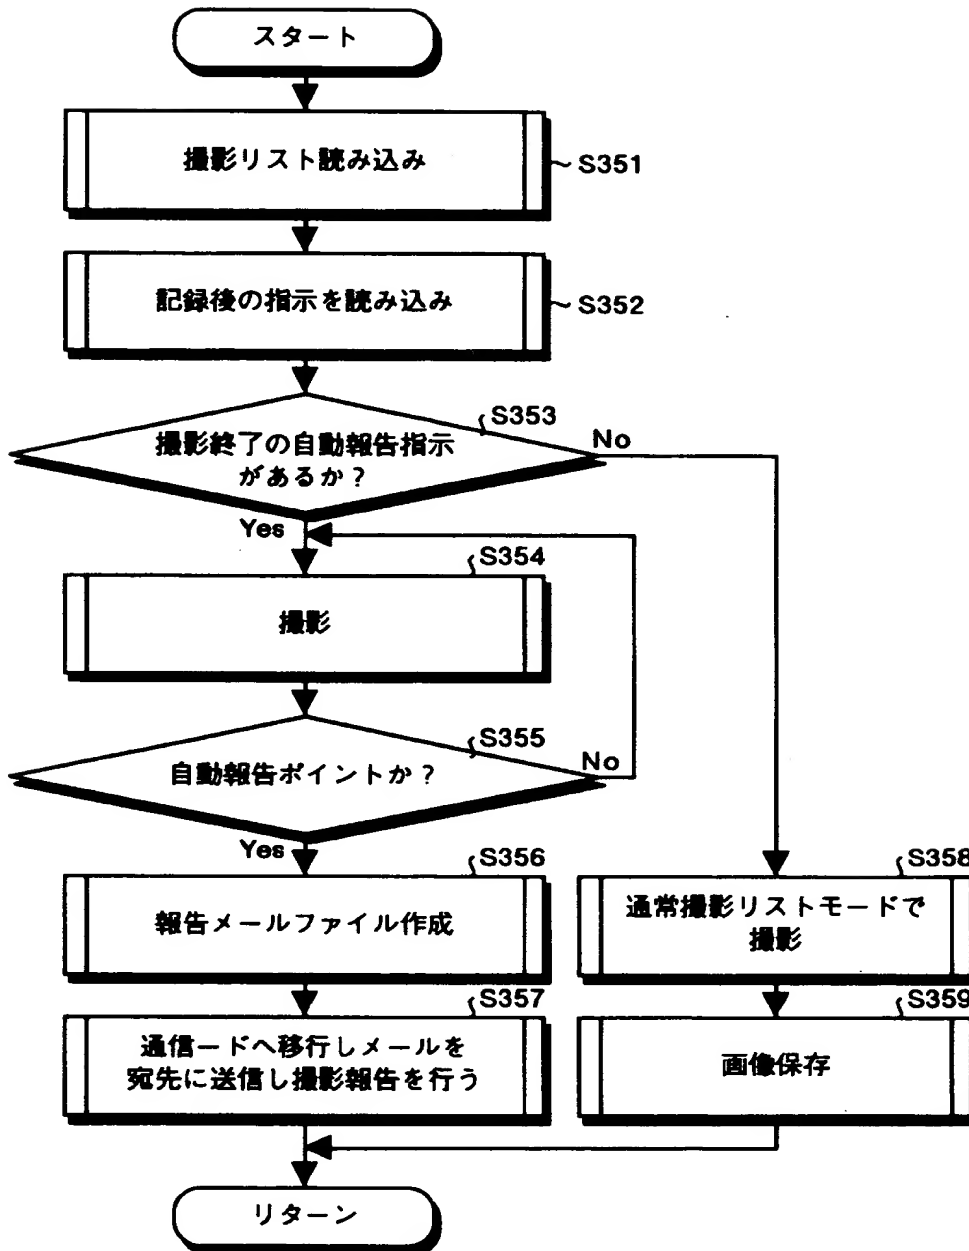 スタート
撮影リスト読み込み
S351
記録後の指示を読み込み
S352
S353
撮影終了の自動報告指示
があるか？
No
Yes
S354
撮影
S355
自動報告ポイントか？
No
Yes
S356
報告メールファイル作成
S358
通常撮影リストモードで
撮影
S357
通信ードへ移行しメールを
宛先に送信し撮影報告を行う
S359
画像保存
リターン